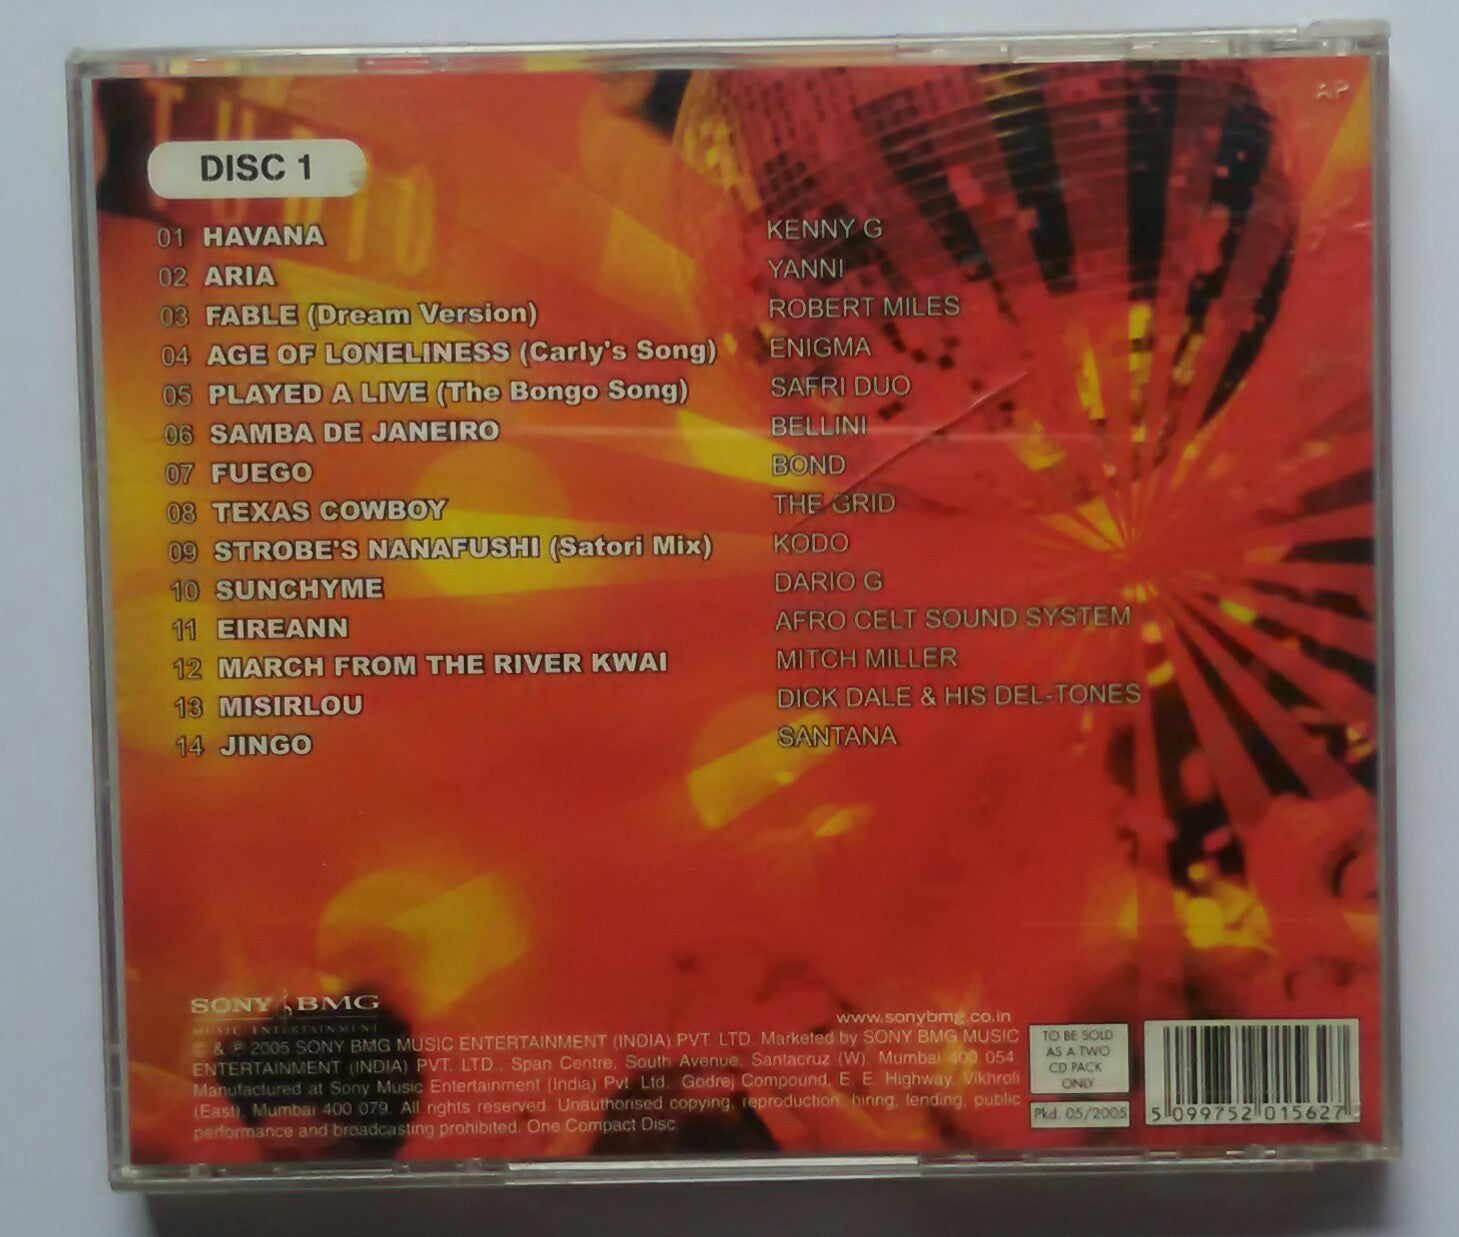 AP
DISC 1
01 HAVANA KENNY G
02 ARIA YANNI
03 FABLE (Dream Version) ROBERT MILES
04 AGE OF LONELINESS (Carly's Song) ENIGMA
05 PLAYED A LIVE (The Bongo Song) SAFRI DUO
06 SAMBA DE JANEIRO BELLINI
07 FUEGO BOND
08 TEXAS COWBOY THE GRID
09 STROBE'S NANAFUSHI (Satori Mix) KODO
10 SUNCHYME DARIO G
11 EIREANN AFRO CELT SOUND SYSTEM
12 MARCH FROM THE RIVER KWAI MITCH MILLER
13 MISIRLOU DICK DALE & HIS DEL-TONES
14 JINGO SANTANA
SONY BMG
MUSIC ENTERTAINMENT
www.sonybmg.co.in
© & ℗ 2005 SONY BMG MUSIC ENTERTAINMENT (INDIA) PVT. LTD. Marketed by SONY BMG MUSIC
ENTERTAINMENT (INDIA) PVT. LTD., Span Centre, South Avenue, Santacruz (W), Mumbai 400 054.
Manufactured at Sony Music Entertainment (India) Pvt. Ltd., Godrej Compound, E. E. Highway, Vikhroli
(East), Mumbai 400 079. All rights reserved. Unauthorised copying, reproduction, hiring, lending, public
performance and broadcasting prohibited. One Compact Disc.
TO BE SOLD
AS A TWO
CD PACK
ONLY
Pkd. 05/2005
5 099752 015627